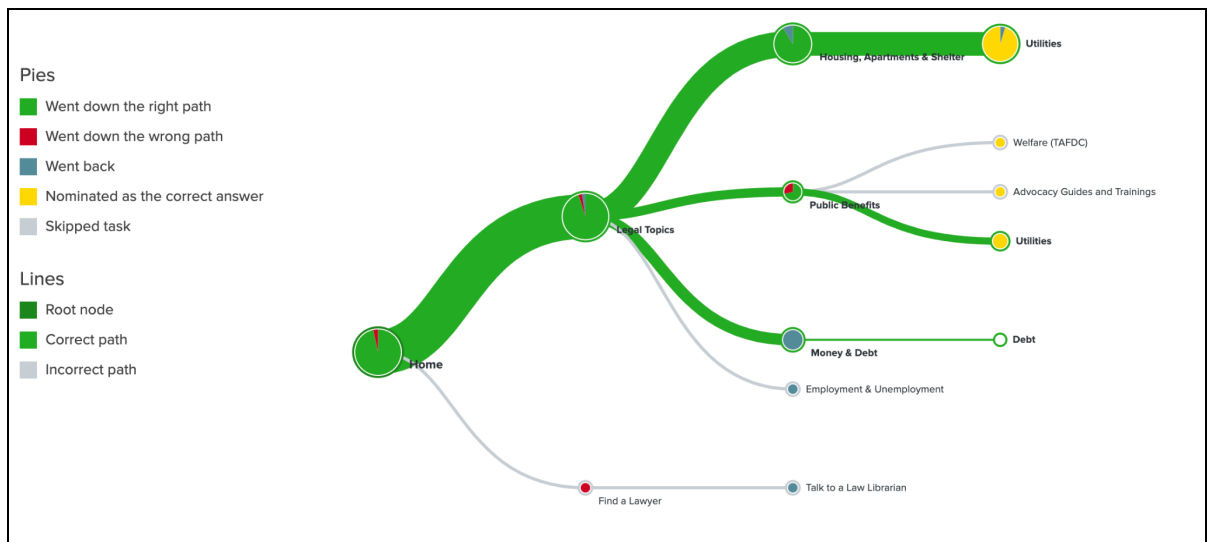 Pies
Went down the right path
Went down the wrong path
Went back
Nominated as the correct answer
Skipped task
Lines
Root node
Correct path
Incorrect path
Home
Legal Topics
Find a Lawyer
Housing, Apartments & Shelter
Public Benefits
Money & Debt
Employment & Unemployment
Talk to a Law Librarian
Utilities
Welfare (TAFDC)
Advocacy Guides and Trainings
Utilities
Debt